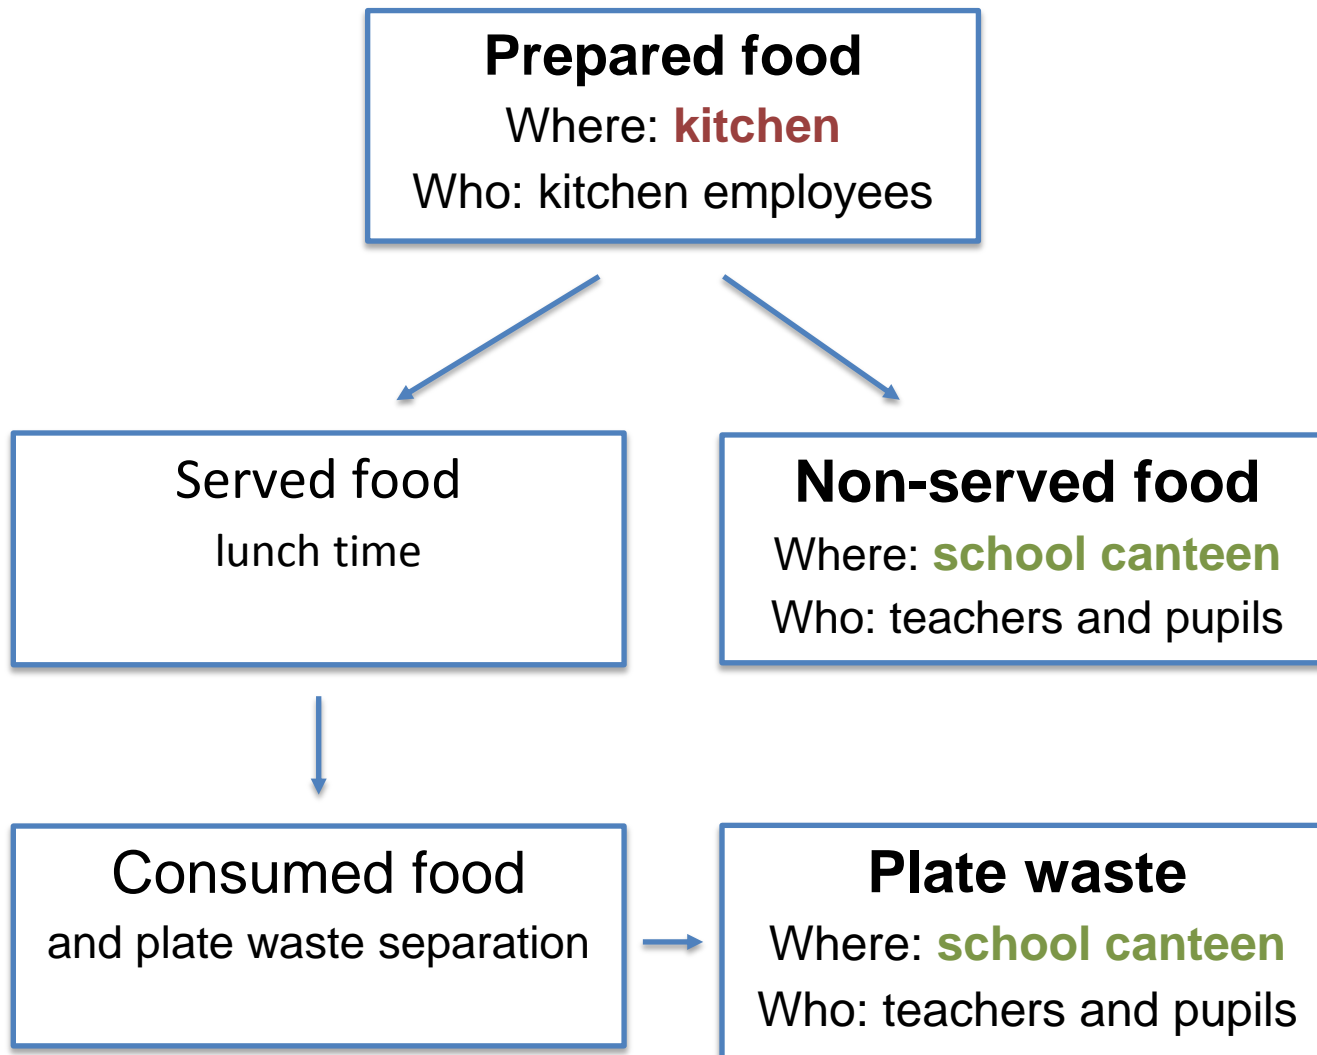 Prepared food
Where: kitchen
Who: kitchen employees
Served food
lunch time
Non-served food
Where: school canteen
Who: teachers and pupils
Consumed food
and plate waste separation
Plate waste
Where: school canteen
Who: teachers and pupils